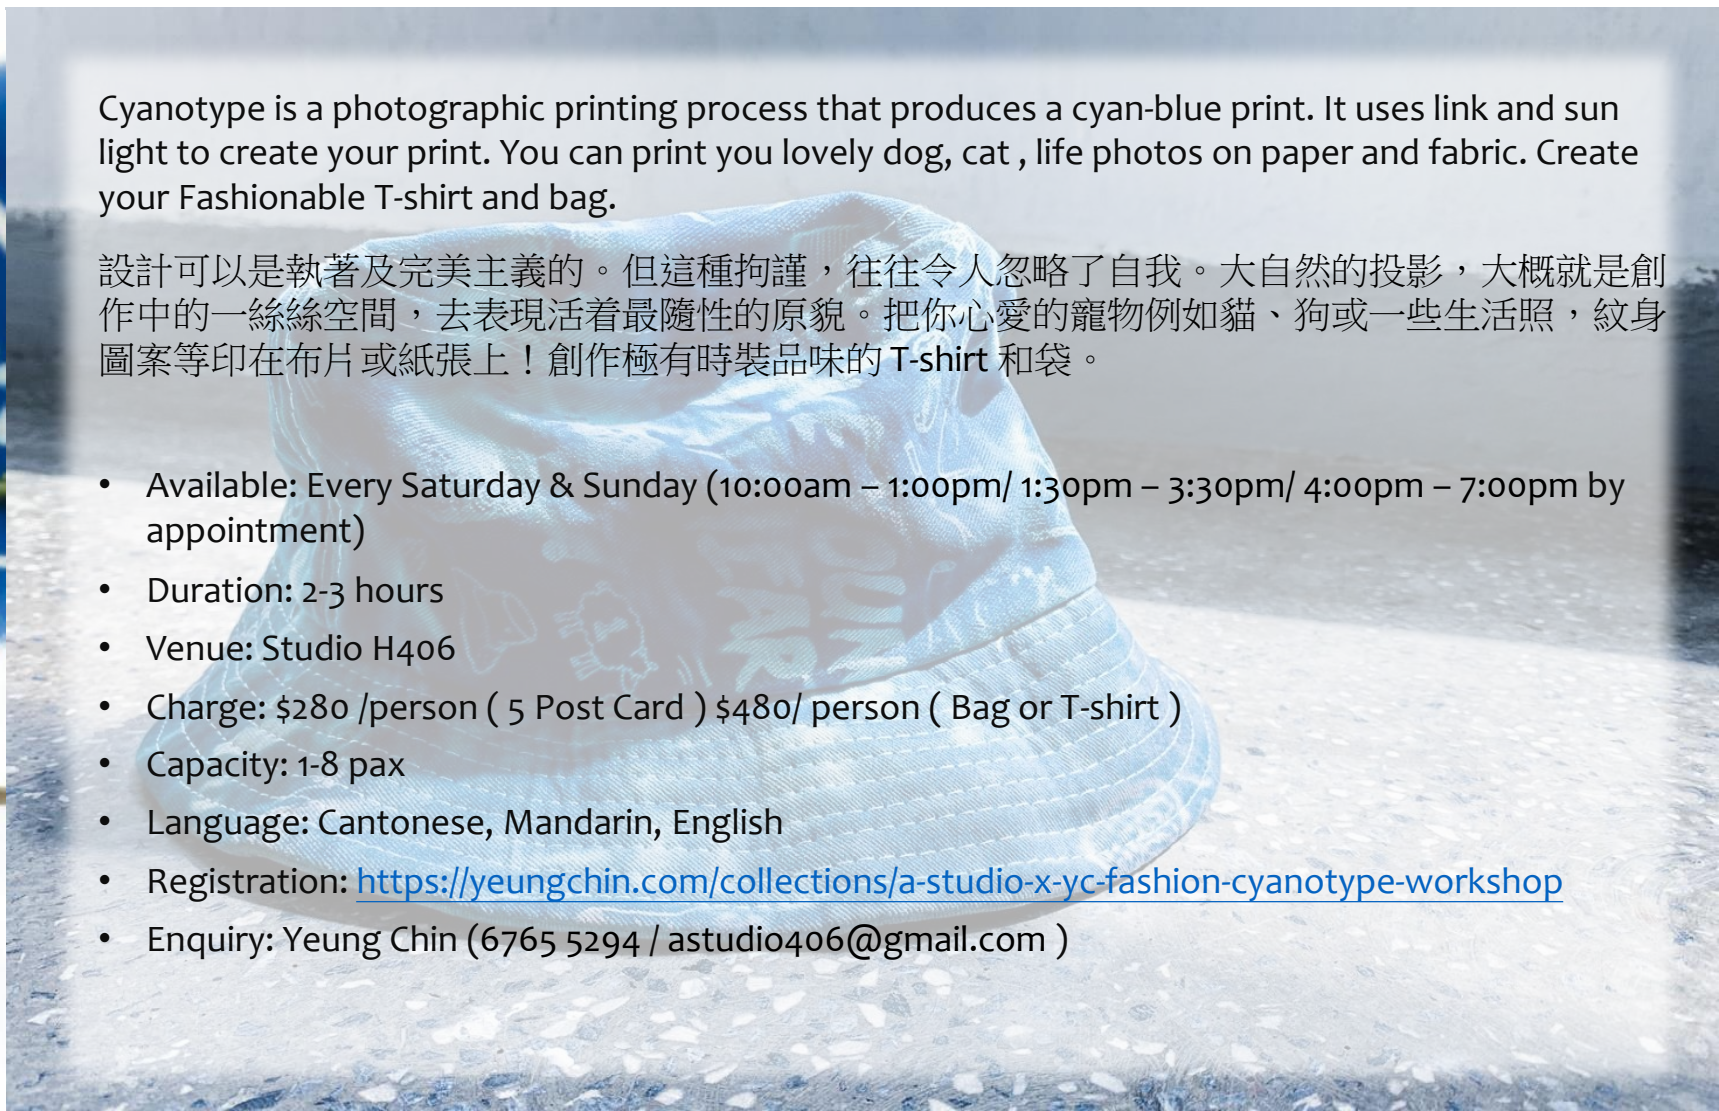 Cyanotype is a photographic printing process that produces a cyan-blue print. It uses link and sun
light to create your print. You can print you lovely dog, cat , life photos on paper and fabric. Create
your Fashionable T-shirt and bag.
設計可以是執著及完美主義的。但這種拘謹，往往令人忽略了自我。大自然的投影，大概就是創
作中的一絲絲空間，去表現活着最隨性的原貌。把你心愛的寵物例如貓、狗或一些生活照，紋身
圖案等印在布片或紙張上！創作極有時裝品味的 T-shirt 和袋。
• Available: Every Saturday & Sunday (10:00am – 1:00pm/ 1:30pm – 3:30pm/ 4:00pm – 7:00pm by
appointment)
• Duration: 2-3 hours
• Venue: Studio H406
• Charge: $280 /person ( 5 Post Card ) $480/ person ( Bag or T-shirt )
• Capacity: 1-8 pax
• Language: Cantonese, Mandarin, English
• Registration: https://yeungchin.com/collections/a-studio-x-yc-fashion-cyanotype-workshop
• Enquiry: Yeung Chin (6765 5294 / astudio406@gmail.com )